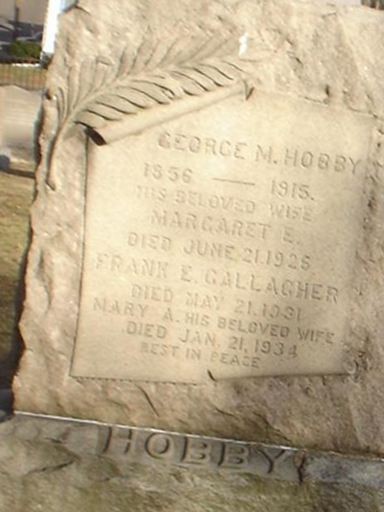 GEORGE M. HOBBY
1856 — 1915.
HIS BELOVED WIFE
MARGARET E.
DIED JUNE 21, 1925
FRANK E. GALLAGHER
DIED MAY 21, 1931
MARY A. HIS BELOVED WIFE
DIED JAN. 21, 1934
REST IN PEACE
HOBBY